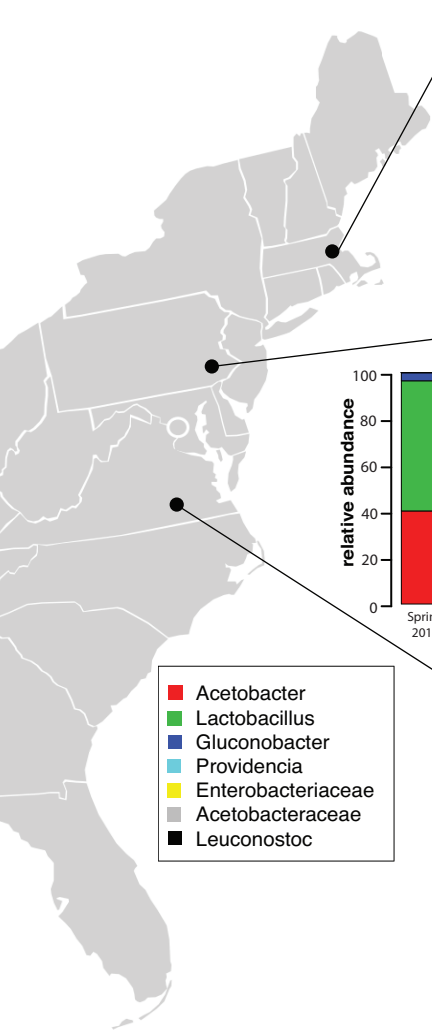 100
80
60
40
20
0
relative abundance
Acetobacter
Lactobacillus
Gluconobacter
Providencia
Enterobacteriaceae
Acetobacteraceae
Leuconostoc